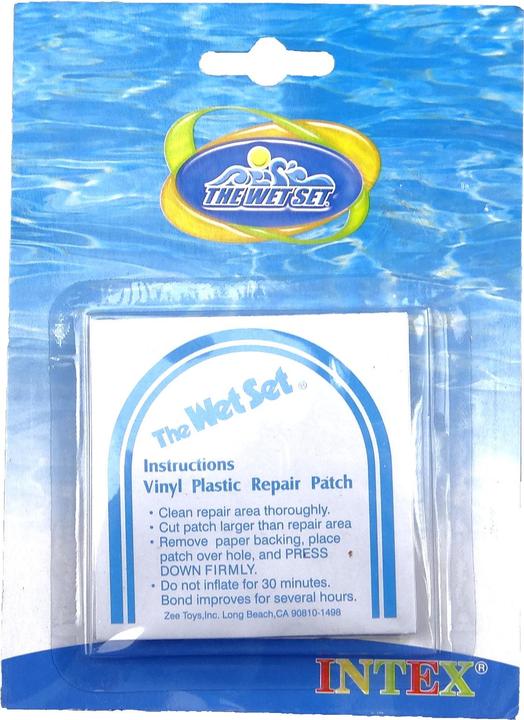 THE WET SET
The Wet Set ®
Instructions
Vinyl Plastic Repair Patch
• Clean repair area thoroughly.
• Cut patch larger than repair area
• Remove paper backing, place
patch over hole, and PRESS
DOWN FIRMLY.
• Do not inflate for 30 minutes.
Bond improves for several hours.
Zee Toys,Inc. Long Beach,CA 90810-1498
INTEX®